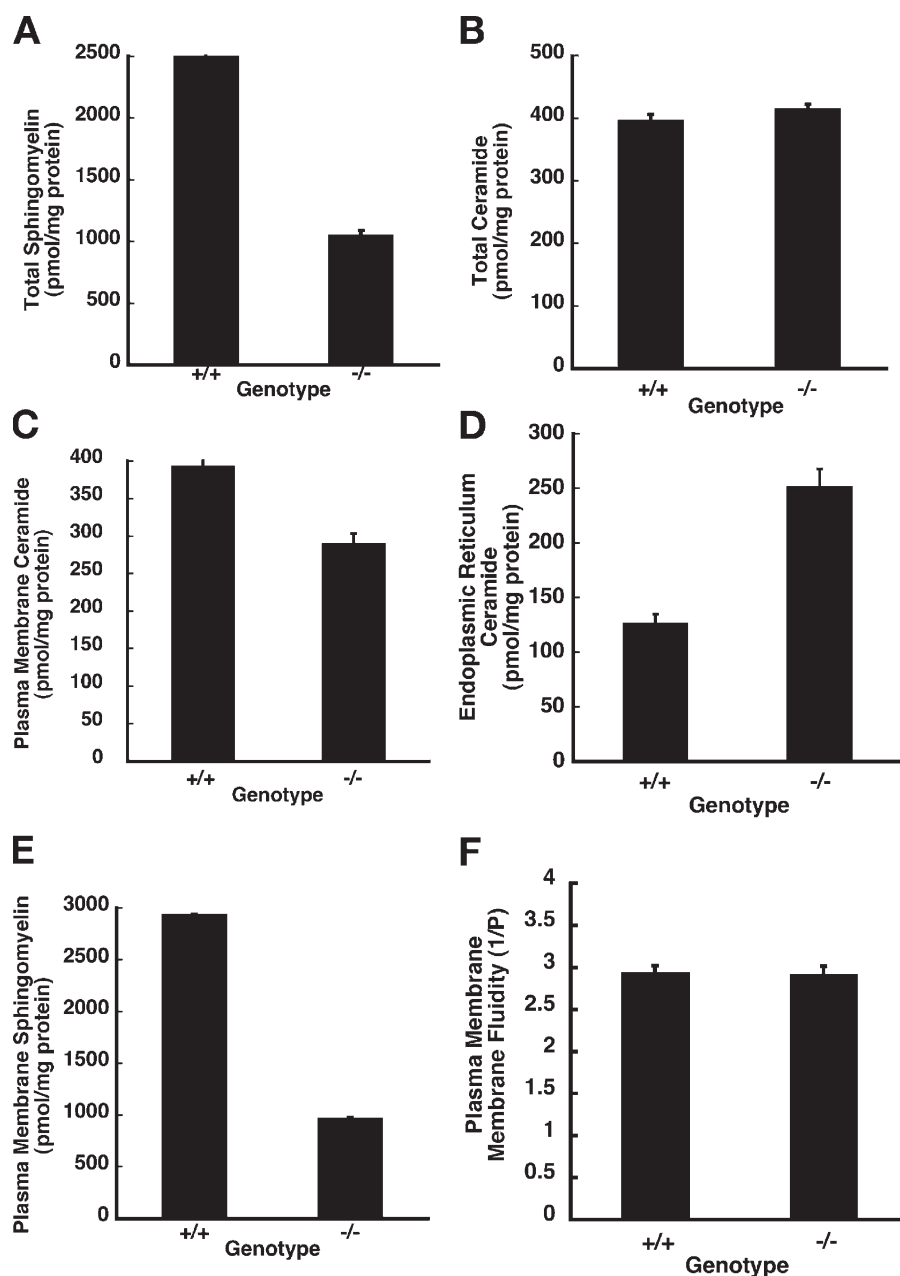 A
2500
2000
1500
1000
500
0
Total Sphingomyelin
(pmol/mg protein)
+/+
-/-
Genotype
B
500
400
300
200
100
0
Total Ceramide
(pmol/mg protein)
+/+
-/-
Genotype
C
400
350
300
250
200
150
100
50
0
Plasma Membrane Ceramide
(pmol/mg protein)
+/+
-/-
Genotype
D
300
250
200
150
100
50
0
Endoplasmic Reticulum
Ceramide
(pmol/mg protein)
+/+
-/-
Genotype
E
3000
2500
2000
1500
1000
500
0
Plasma Membrane Sphingomyelin
(pmol/mg protein)
+/+
-/-
Genotype
F
4
3.5
3
2.5
2
1.5
1
0.5
0
Plasma Membrane
Membrane Fluidity (1/P)
+/+
-/-
Genotype